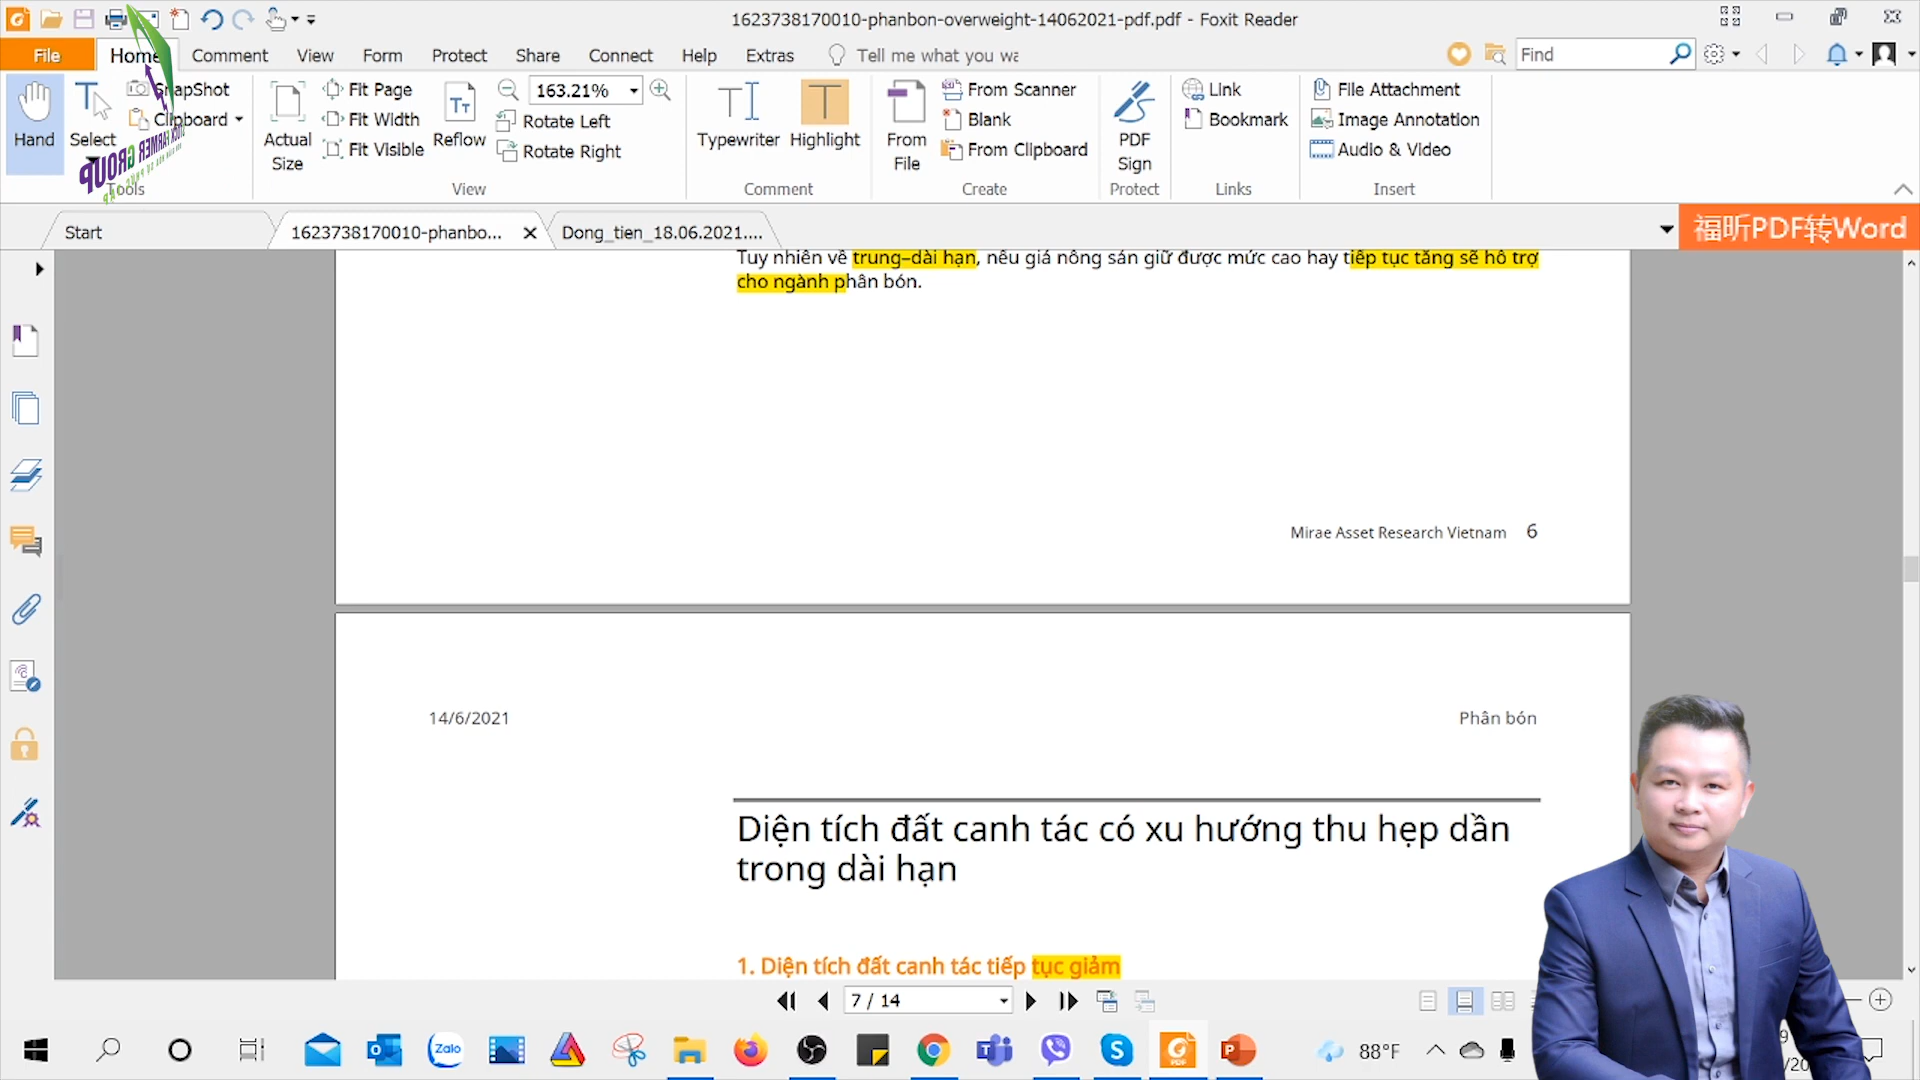 1623738170010-phanbon-overweight-14062021-pdf.pdf - Foxit Reader
File Home Comment View Form Protect Share Connect Help Extras Tell me what you wa Find
Hand Select SnapShot Clipboard Tools
Actual Size Fit Page Fit Width Fit Visible Reflow 163.21% Rotate Left Rotate Right View
Typewriter Highlight Comment
From File From Scanner Blank From Clipboard Create
PDF Sign Protect
Link Bookmark Links
File Attachment Image Annotation Audio & Video Insert
FARMER GROUP
Start 1623738170010-phanbo... Dong_tien_18.06.2021.... 福昕PDF转Word
Tuy nhiên về trung–dài hạn, nếu giá nông sản giữ được mức cao hay tiếp tục tăng sẽ hỗ trợ
cho ngành phân bón.
Mirae Asset Research Vietnam 6
14/6/2021 Phân bón
Diện tích đất canh tác có xu hướng thu hẹp dần
trong dài hạn
1. Diện tích đất canh tác tiếp tục giảm
7 / 14
Zalo 88°F